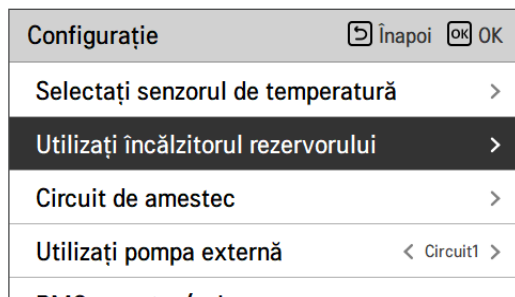 Configurație Înapoi OK OK
Selectați senzorul de temperatură
Utilizați încălzitorul rezervorului
Circuit de amestec
Utilizați pompa externă < Circuit1 >